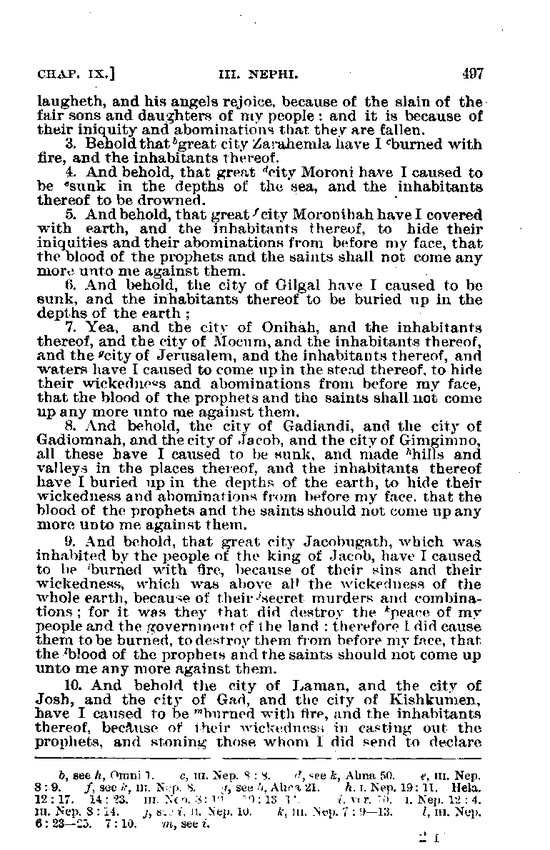 CHAP. IX.] III. NEPHI. 497
laugheth, and his angels rejoice, because of the slain of the
fair sons and daughters of my people: and it is because of
their iniquity and abominations that they are fallen.
3. Behold that ᵇgreat city Zarahemla have I ᶜburned with
fire, and the inhabitants thereof.
4. And behold, that great ᵈcity Moroni have I caused to
be ᵉsunk in the depths of the sea, and the inhabitants
thereof to be drowned.
5. And behold, that great ᶠcity Moronihah have I covered
with earth, and the inhabitants thereof, to hide their
iniquities and their abominations from before my face, that
the blood of the prophets and the saints shall not come any
more unto me against them.
6. And behold, the city of Gilgal have I caused to be
sunk, and the inhabitants thereof to be buried up in the
depths of the earth;
7. Yea, and the city of Onihah, and the inhabitants
thereof, and the city of Mocum, and the inhabitants thereof,
and the ᵍcity of Jerusalem, and the inhabitants thereof, and
waters have I caused to come up in the stead thereof, to hide
their wickedness and abominations from before my face,
that the blood of the prophets and the saints shall not come
up any more unto me against them.
8. And behold, the city of Gadiandi, and the city of
Gadiomnah, and the city of Jacob, and the city of Gimgimno,
all these have I caused to be sunk, and made ʰhills and
valleys in the places thereof, and the inhabitants thereof
have I buried up in the depths of the earth, to hide their
wickedness and abominations from before my face, that the
blood of the prophets and the saints should not come up any
more unto me against them.
9. And behold, that great city Jacobugath, which was
inhabited by the people of the king of Jacob, have I caused
to be ⁱburned with fire, because of their sins and their
wickedness, which was above all the wickedness of the
whole earth, because of their ʲsecret murders and combina-
tions; for it was they that did destroy the ᵏpeace of my
people and the government of the land: therefore I did cause
them to be burned, to destroy them from before my face, that
the ˡblood of the prophets and the saints should not come up
unto me any more against them.
10. And behold the city of Laman, and the city of
Josh, and the city of Gad, and the city of Kishkumen,
have I caused to be ᵐburned with fire, and the inhabitants
thereof, because of their wickedness in casting out the
prophets, and stoning those whom I did send to declare
b, see h, Omni 1. c, III. Nep. 8:8. d, see k, Alma 50. e, III. Nep.
8:9. f, see k, III. Nep. 8. g, see h, Alma 21. h, I. Nep. 19:11. Hela.
12:17. 14:23. III. Nep. i, ver. 10. I. Nep. 12:4.
III. Nep. 8:14. j, see i, II. Nep. 10. k, III. Nep. 7:9—13. l, III. Nep.
6:23—25. 7:10. m, see i.